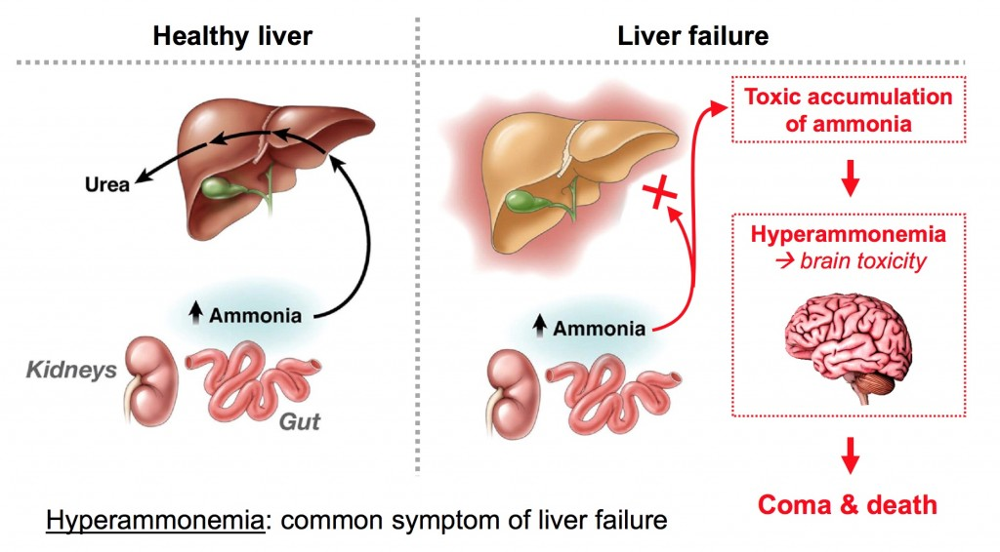 Healthy liver
Urea
Ammonia
Kidneys
Gut
Liver failure
Ammonia
Toxic accumulation
of ammonia
Hyperammonemia
→ brain toxicity
Coma & death
Hyperammonemia: common symptom of liver failure